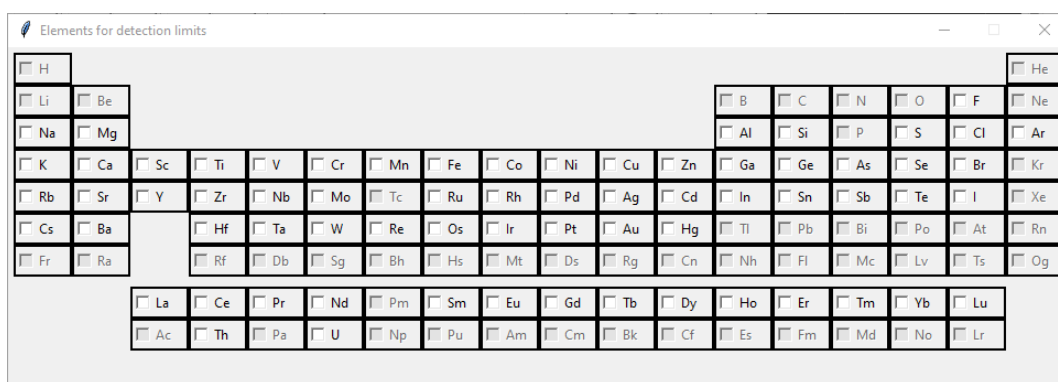 Elements for detection limits
H He
Li Be B C N O F Ne
Na Mg Al Si P S Cl Ar
K Ca Sc Ti V Cr Mn Fe Co Ni Cu Zn Ga Ge As Se Br Kr
Rb Sr Y Zr Nb Mo Tc Ru Rh Pd Ag Cd In Sn Sb Te I Xe
Cs Ba Hf Ta W Re Os Ir Pt Au Hg Tl Pb Bi Po At Rn
Fr Ra Rf Db Sg Bh Hs Mt Ds Rg Cn Nh Fl Mc Lv Ts Og
La Ce Pr Nd Pm Sm Eu Gd Tb Dy Ho Er Tm Yb Lu
Ac Th Pa U Np Pu Am Cm Bk Cf Es Fm Md No Lr